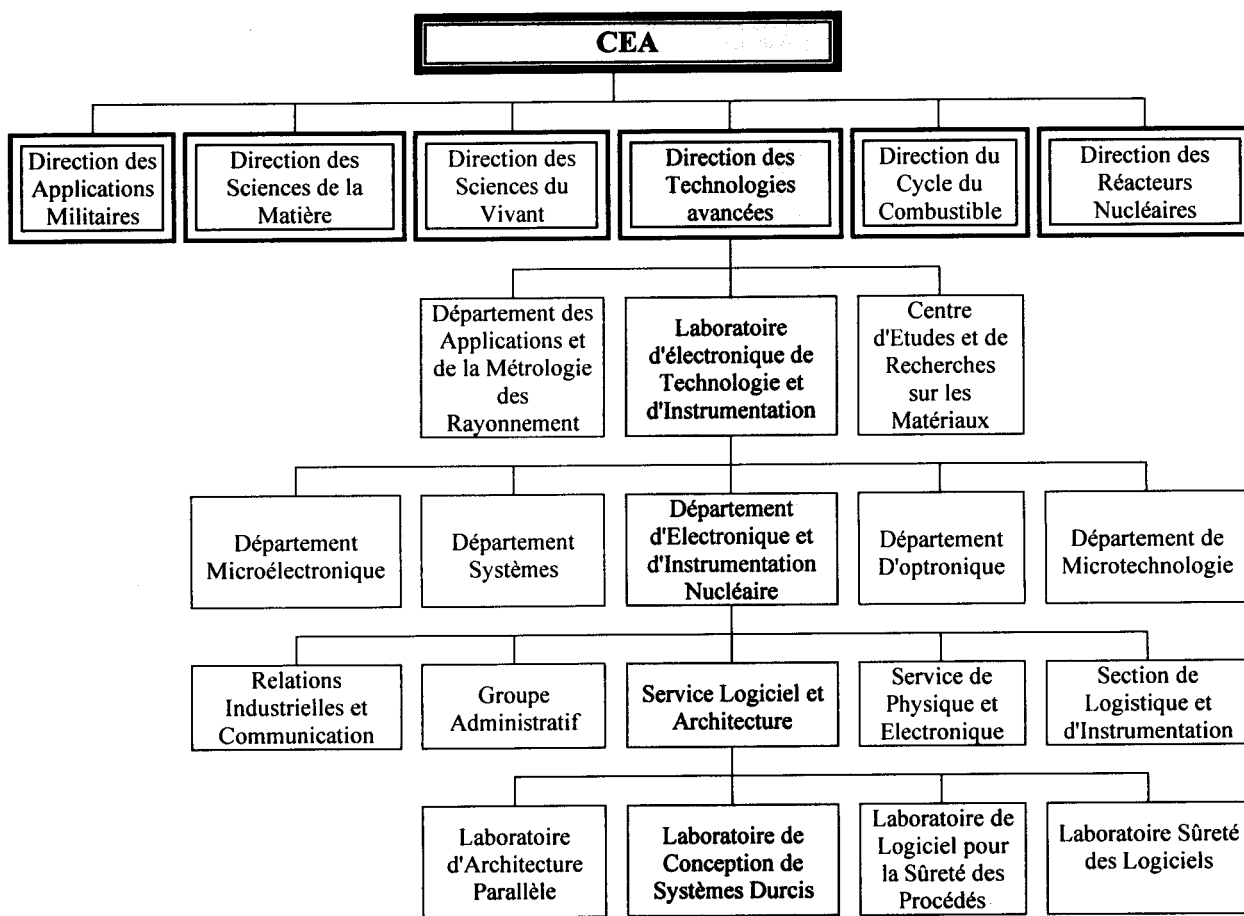 CEA
Direction des
Applications
Militaires
Direction des
Sciences de la
Matière
Direction des
Sciences du
Vivant
Direction des
Technologies
avancées
Direction du
Cycle du
Combustible
Direction des
Réacteurs
Nucléaires
Département des
Applications et
de la Métrologie
des
Rayonnement
Laboratoire
d'électronique de
Technologie et
d'Instrumentation
Centre
d'Etudes et de
Recherches
sur les
Matériaux
Département
Microélectronique
Département
Systèmes
Département
d'Electronique et
d'Instrumentation
Nucléaire
Département
D'optronique
Département de
Microtechnologie
Relations
Industrielles et
Communication
Groupe
Administratif
Service Logiciel et
Architecture
Service de
Physique et
Electronique
Section de
Logistique et
d'Instrumentation
Laboratoire
d'Architecture
Parallèle
Laboratoire de
Conception de
Systèmes Durcis
Laboratoire de
Logiciel pour
la Sûreté des
Procédés
Laboratoire Sûreté
des Logiciels